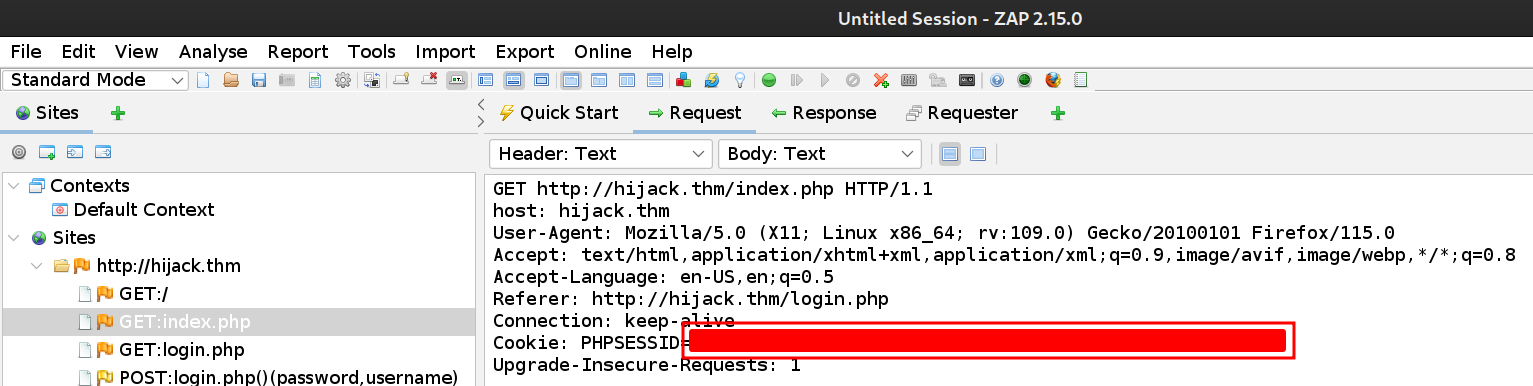 Untitled Session - ZAP 2.15.0
File Edit View Analyse Report Tools Import Export Online Help
Standard Mode
Sites
Quick Start Request Response Requester
Header: Text Body: Text
Contexts
Default Context
Sites
http://hijack.thm
GET:/
GET:index.php
GET:login.php
POST:login.php()(password,username)
GET http://hijack.thm/index.php HTTP/1.1
host: hijack.thm
User-Agent: Mozilla/5.0 (X11; Linux x86_64; rv:109.0) Gecko/20100101 Firefox/115.0
Accept: text/html,application/xhtml+xml,application/xml;q=0.9,image/avif,image/webp,*/*;q=0.8
Accept-Language: en-US,en;q=0.5
Referer: http://hijack.thm/login.php
Connection: keep-alive
Cookie: PHPSESSID=
Upgrade-Insecure-Requests: 1